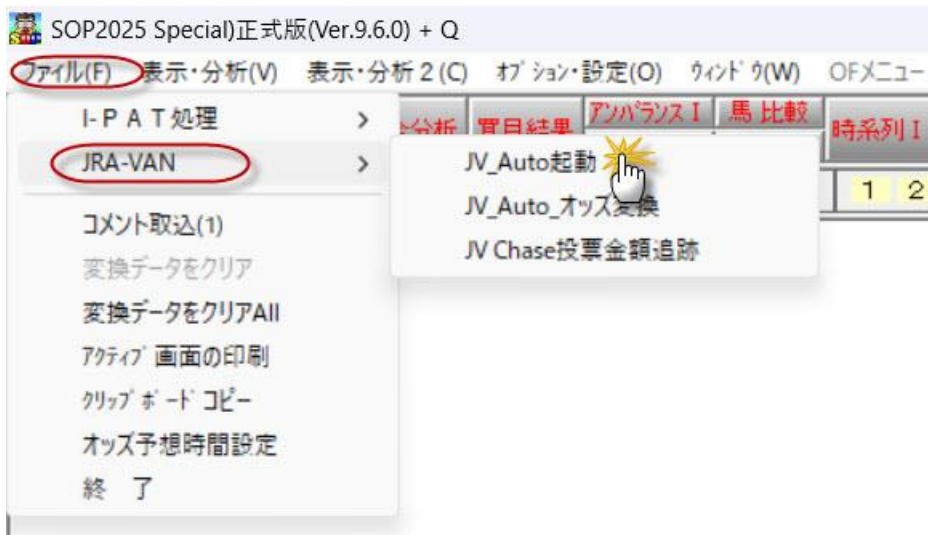 SOP2025 Special)正式版(Ver.9.6.0) + Q
ファイル(F) 表示・分析(V) 表示・分析２(C) ｵﾌﾟｼｮﾝ・設定(O) ｳｨﾝﾄﾞｳ(W) OFメニュー
分析 買目結果 アンバランスⅠ 馬 比較 時系列Ⅰ
I-ＰＡＴ処理 >
JRA-VAN >
JV_Auto起動
1 2
JV_Auto_オッズ変換
コメント取込(1)
JV Chase投票金額追跡
変換データをクリア
変換データをクリアAll
ｱｸﾃｨﾌﾞ画面の印刷
ｸﾘｯﾌﾟﾎﾞｰﾄﾞコピー
オッズ予想時間設定
終　了